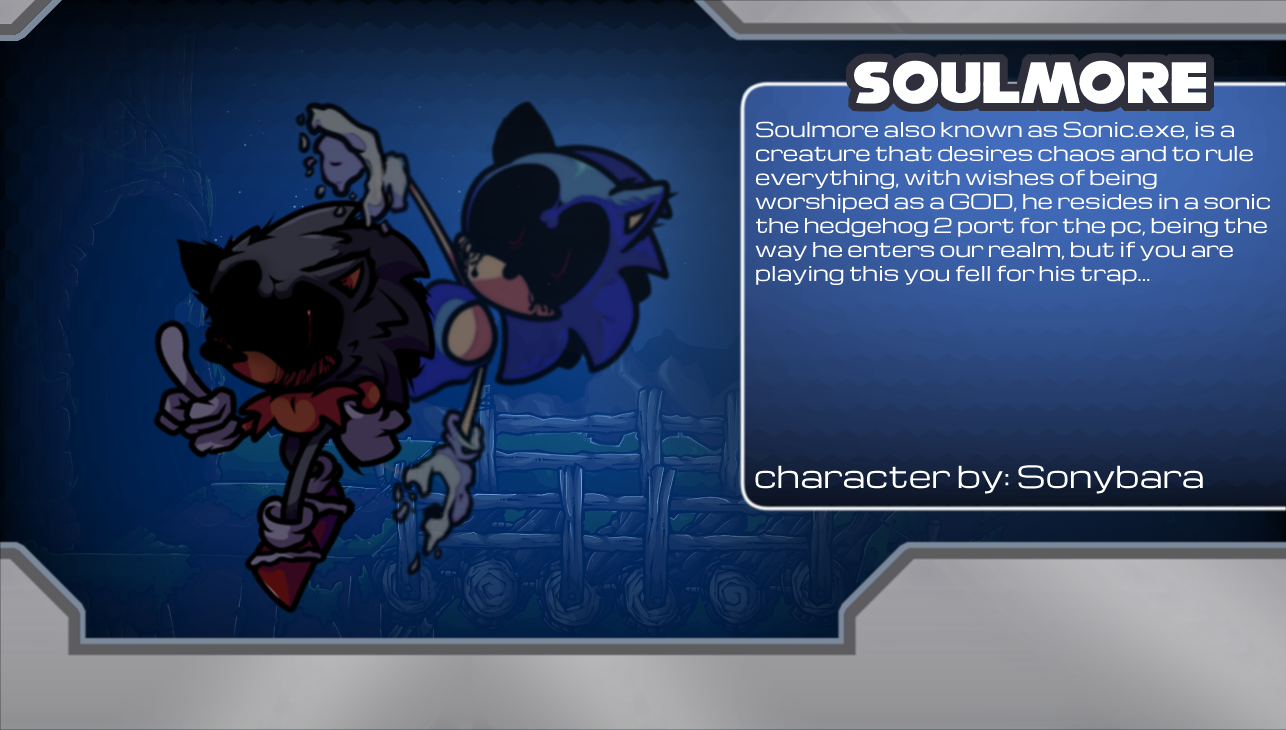 SOULMORE
Soulmore also known as Sonic.exe, is a
creature that desires chaos and to rule
everything, with wishes of being
worshiped as a GOD, he resides in a sonic
the hedgehog 2 port for the pc, being the
way he enters our realm, but if you are
playing this you fell for his trap...
character by: Sonybara